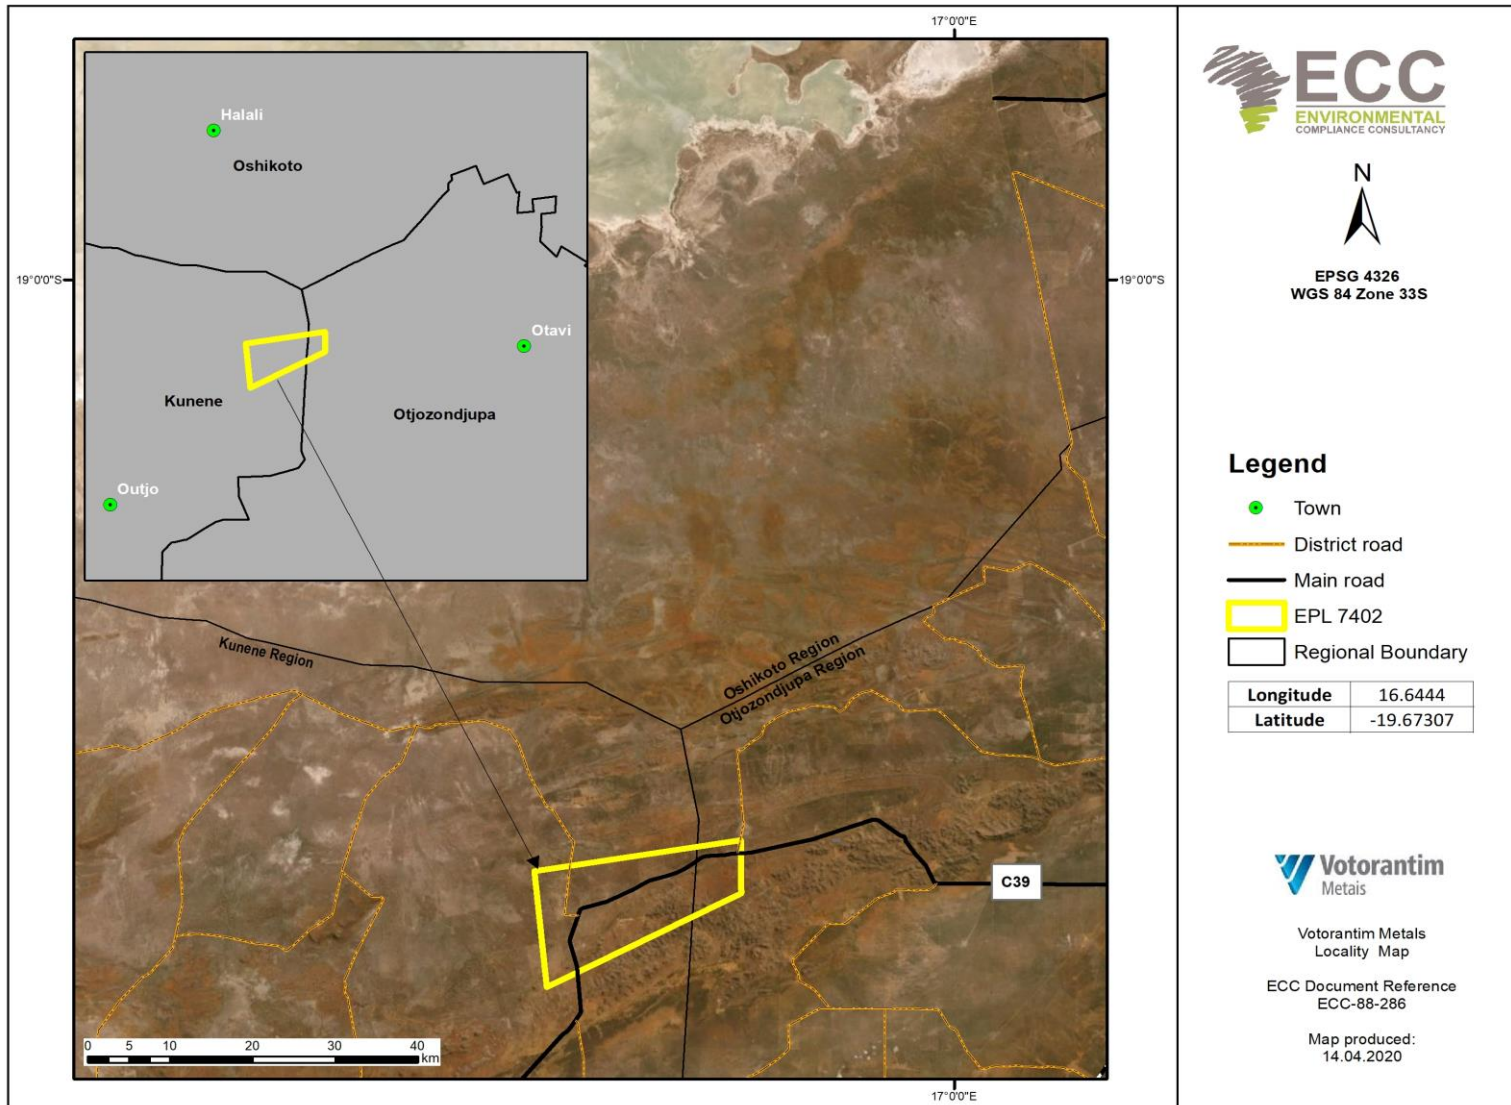 17°0'0"E
Halali
Oshikoto
19°0'0"S
19°0'0"S
Otavi
Kunene
Otjozondjupa
Outjo
Kunene Region
Oshikoto Region
Otjozondjupa Region
C39
0 5 10 20 30 40
km
17°0'0"E
ECC
ENVIRONMENTAL
COMPLIANCE CONSULTANCY
N
EPSG 4326
WGS 84 Zone 33S
Legend
Town
District road
Main road
EPL 7402
Regional Boundary
Longitude 16.6444
Latitude -19.67307
Votorantim
Metais
Votorantim Metals
Locality Map
ECC Document Reference
ECC-88-286
Map produced:
14.04.2020